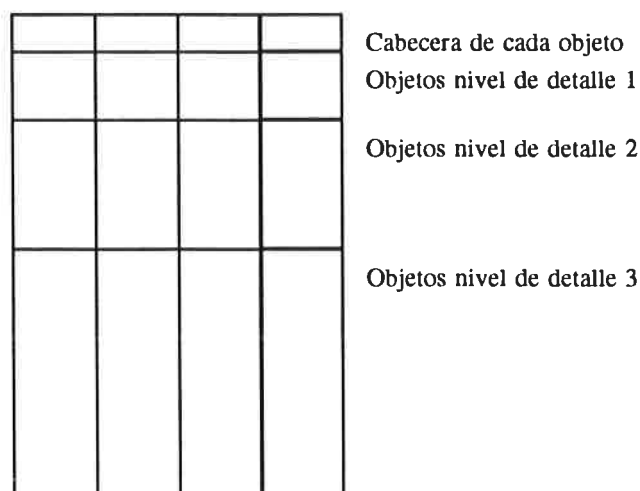 Cabecera de cada objeto
Objetos nivel de detalle 1
Objetos nivel de detalle 2
Objetos nivel de detalle 3